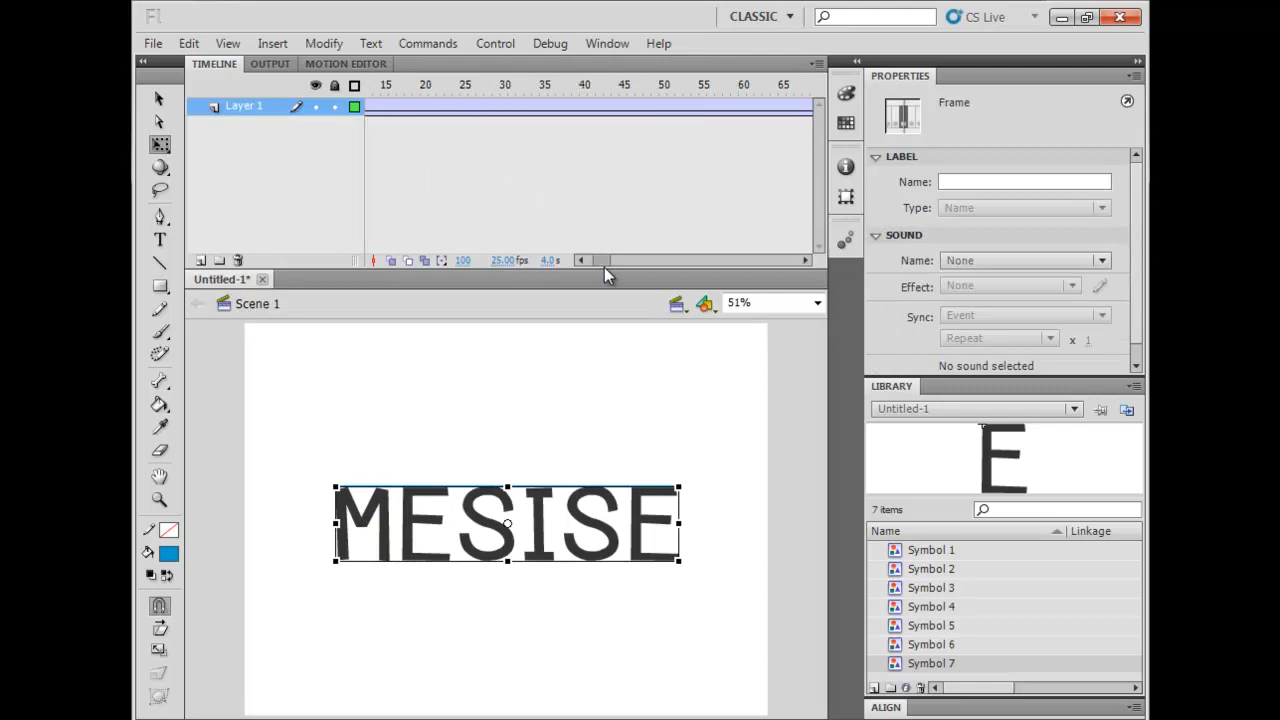 Fl
CLASSIC
CS Live
File Edit View Insert Modify Text Commands Control Debug Window Help
TIMELINE OUTPUT MOTION EDITOR
15 20 25 30 35 40 45 50 55 60 65
Layer 1
100 25.00 fps 4.0 s
Untitled-1*
Scene 1
51%
MESISE
PROPERTIES
Frame
LABEL
Name:
Type: Name
SOUND
Name: None
Effect: None
Sync: Event
Repeat x 1
No sound selected
LIBRARY
Untitled-1
E
7 items
Name Linkage
Symbol 1
Symbol 2
Symbol 3
Symbol 4
Symbol 5
Symbol 6
Symbol 7
ALIGN